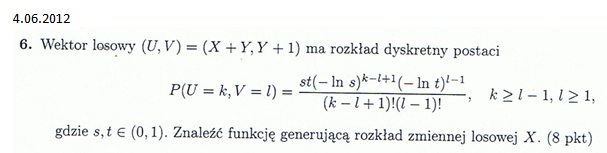 4.06.2012
6. Wektor losowy (U, V) = (X + Y, Y + 1) ma rozkład dyskretny postaci
P(U = k, V = l) = st(− ln s)^{k−l+1}(− ln t)^{l−1} / (k − l + 1)!(l − 1)!, k ≥ l − 1, l ≥ 1,
gdzie s, t ∈ (0, 1). Znaleźć funkcję generującą rozkład zmiennej losowej X. (8 pkt)